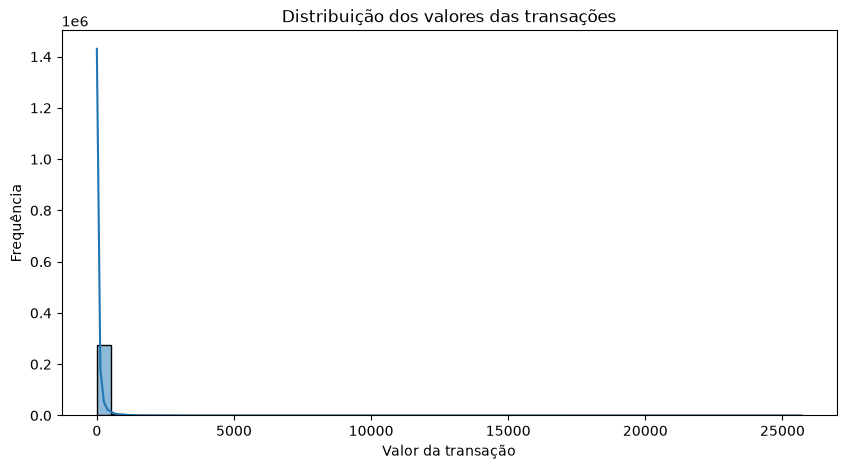 Distribuição dos valores das transações
1e6
1.4
1.2
1.0
0.8
0.6
0.4
0.2
0.0
Frequência
0 5000 10000 15000 20000 25000
Valor da transação